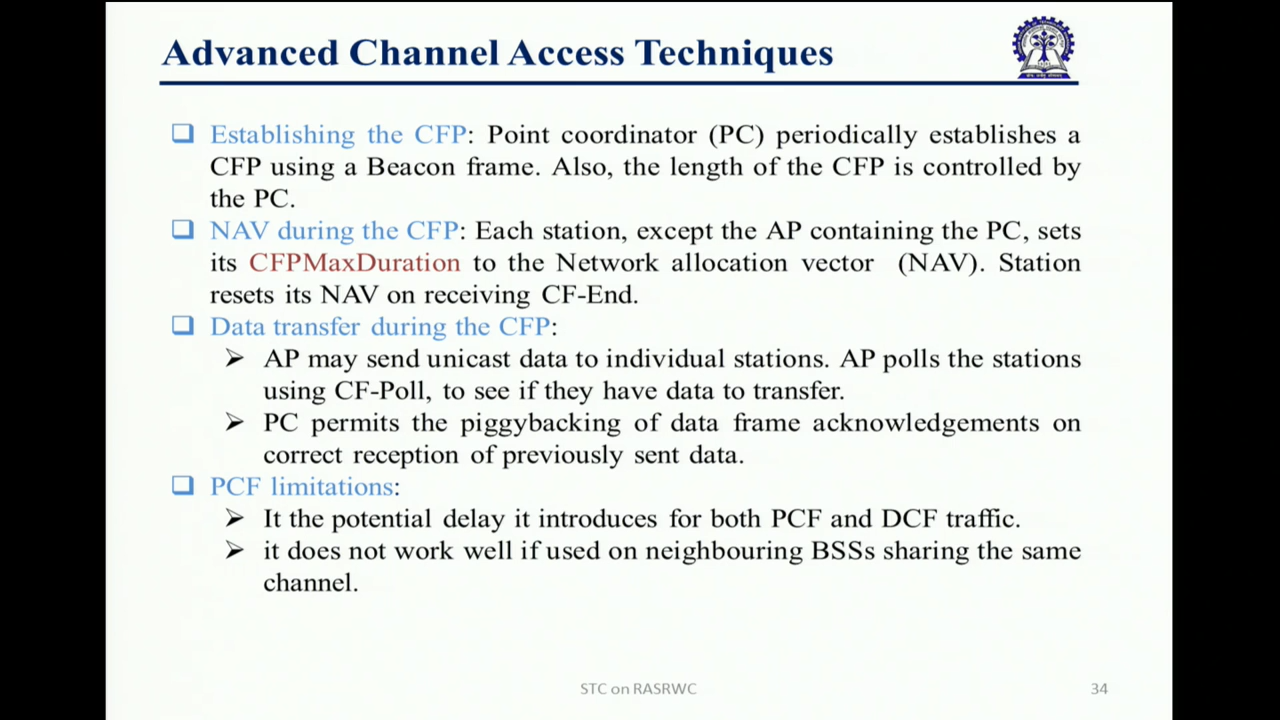 Advanced Channel Access Techniques
❑ Establishing the CFP: Point coordinator (PC) periodically establishes a
CFP using a Beacon frame. Also, the length of the CFP is controlled by
the PC.
❑ NAV during the CFP: Each station, except the AP containing the PC, sets
its CFPMaxDuration to the Network allocation vector (NAV). Station
resets its NAV on receiving CF-End.
❑ Data transfer during the CFP:
➢ AP may send unicast data to individual stations. AP polls the stations
using CF-Poll, to see if they have data to transfer.
➢ PC permits the piggybacking of data frame acknowledgements on
correct reception of previously sent data.
❑ PCF limitations:
➢ It the potential delay it introduces for both PCF and DCF traffic.
➢ it does not work well if used on neighbouring BSSs sharing the same
channel.
STC on RASRWC
34